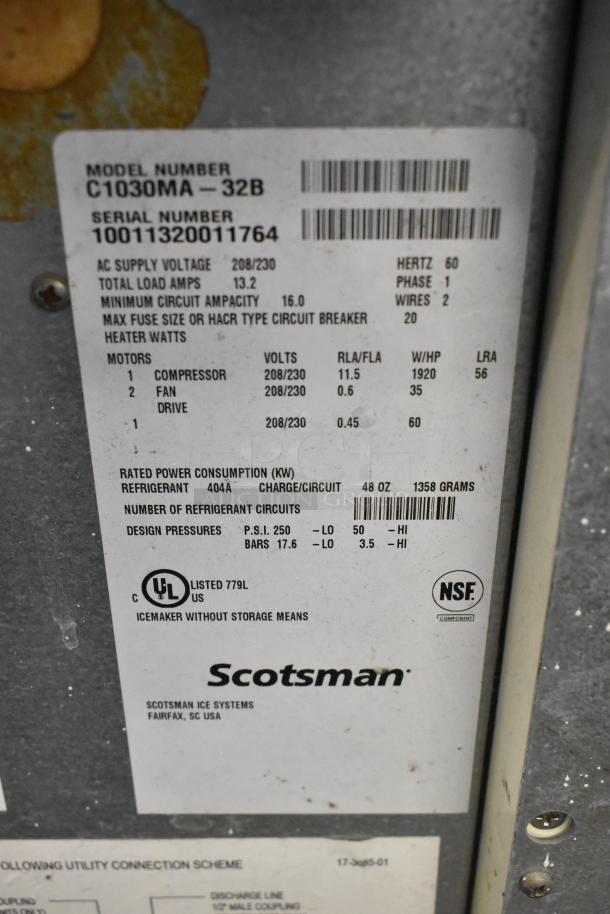 MODEL NUMBER
C1030MA - 32B
SERIAL NUMBER
10011320011764
AC SUPPLY VOLTAGE 208/230 HERTZ 60
TOTAL LOAD AMPS 13.2 PHASE 1
MINIMUM CIRCUIT AMPACITY 16.0 WIRES 2
MAX FUSE SIZE OR HACR TYPE CIRCUIT BREAKER 20
HEATER WATTS
MOTORS VOLTS RLA/FLA W/HP LRA
1 COMPRESSOR 208/230 11.5 1920 56
2 FAN 208/230 0.6 35
DRIVE
1 208/230 0.45 60
RATED POWER CONSUMPTION (KW)
REFRIGERANT 404A CHARGE/CIRCUIT 48 OZ 1358 GRAMS
NUMBER OF REFRIGERANT CIRCUITS
DESIGN PRESSURES P.S.I. 250 - LO 50 - HI
BARS 17.6 - LO 3.5 - HI
C UL US LISTED 779L
NSF.
COMPONENT
ICEMAKER WITHOUT STORAGE MEANS
Scotsman
SCOTSMAN ICE SYSTEMS
FAIRFAX, SC USA
OLLOWING UTILITY CONNECTION SCHEME
DISCHARGE LINE
1/2" MALE COUPLING